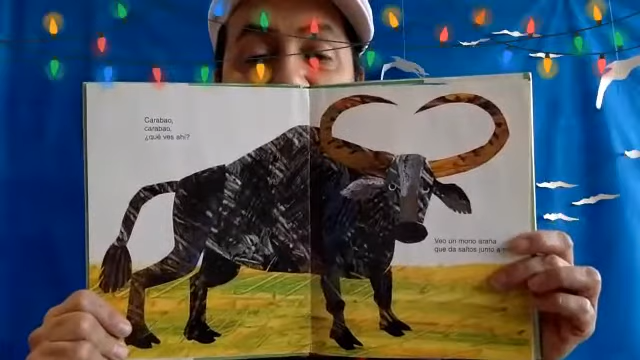 Carabao,
carabao,
¿qué ves ahí?
Veo un mono araña
que da saltos junto a mí.